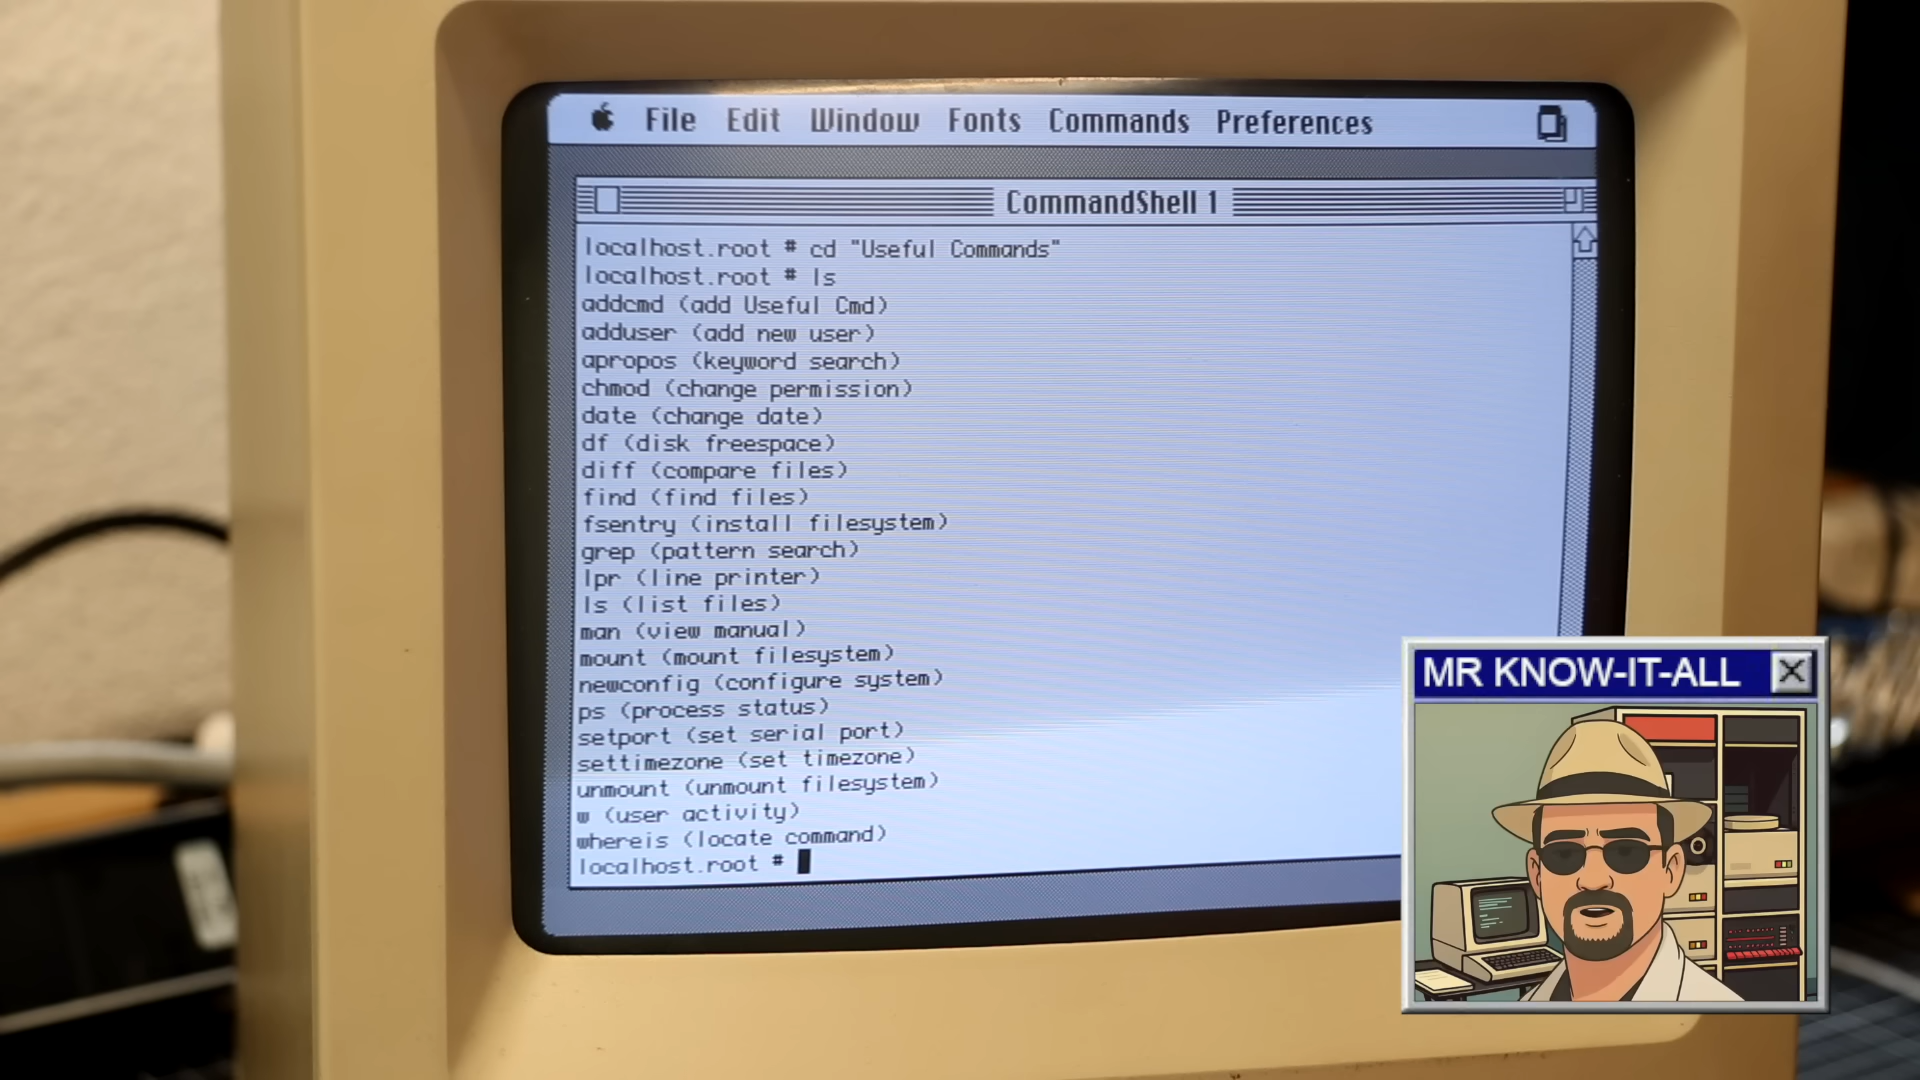 File Edit Window Fonts Commands Preferences
CommandShell 1
localhost.root # cd "Useful Commands"
localhost.root # ls
addcmd (add Useful Cmd)
adduser (add new user)
apropos (keyword search)
chmod (change permission)
date (change date)
df (disk freespace)
diff (compare files)
find (find files)
fsentry (install filesystem)
grep (pattern search)
lpr (line printer)
ls (list files)
man (view manual)
mount (mount filesystem)
newconfig (configure system)
ps (process status)
setport (set serial port)
settimezone (set timezone)
unmount (unmount filesystem)
w (user activity)
whereis (locate command)
localhost.root #
MR KNOW-IT-ALL